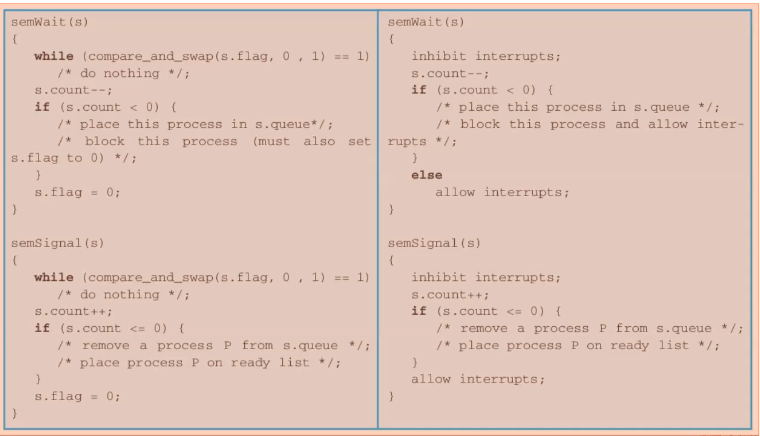 semWait(s)
{
while (compare_and_swap(s.flag, 0 , 1) == 1)
/* do nothing */;
s.count--;
if (s.count < 0) {
/* place this process in s.queue*/;
/* block this process (must also set
s.flag to 0) */;
}
s.flag = 0;
}
semSignal(s)
{
while (compare_and_swap(s.flag, 0 , 1) == 1)
/* do nothing */;
s.count++;
if (s.count <= 0) {
/* remove a process P from s.queue */;
/* place process P on ready list */;
}
s.flag = 0;
}
semWait(s)
{
inhibit interrupts;
s.count--;
if (s.count < 0) {
/* place this process in s.queue */;
/* block this process and allow inter-
rupts */;
}
else
allow interrupts;
}
semSignal(s)
{
inhibit interrupts;
s.count++;
if (s.count <= 0) {
/* remove a process P from s.queue */;
/* place process P on ready list */;
}
allow interrupts;
}